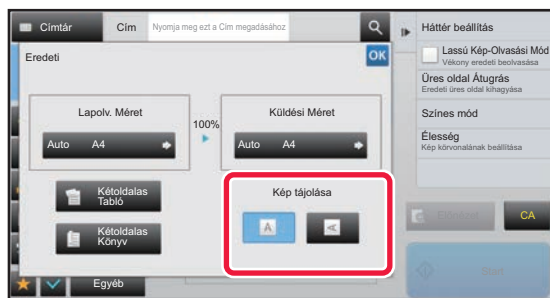 Címtár
Cím
Nyomja meg ezt a Cím megadásához
Eredeti
OK
Lapolv. Méret
100%
Küldési Méret
Auto A4
Auto A4
Kétoldalas
Tabló
Kétoldalas
Könyv
Kép tájolása
A
A
Egyéb
Háttér beállítás
Lassú Kép-Olvasási Mód
Vékony eredeti beolvasása
Üres oldal Átugrás
Eredeti üres oldal kihagyása
Színes mód
Élesség
Kép körvonalának beállítása
Előnézet
CA
Start